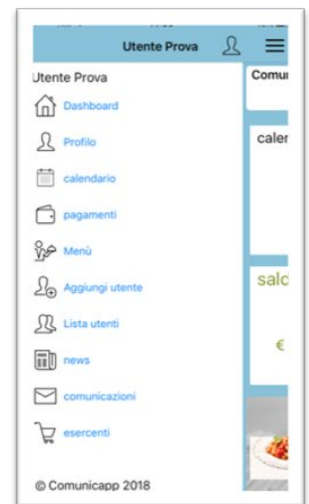 Utente Prova
Utente Prova
Comu
Dashboard
Profilo
caler
calendario
pagamenti
Menù
Aggiungi utente
salc
Lista utenti
€
news
comunicazioni
esercenti
© Comunicapp 2018